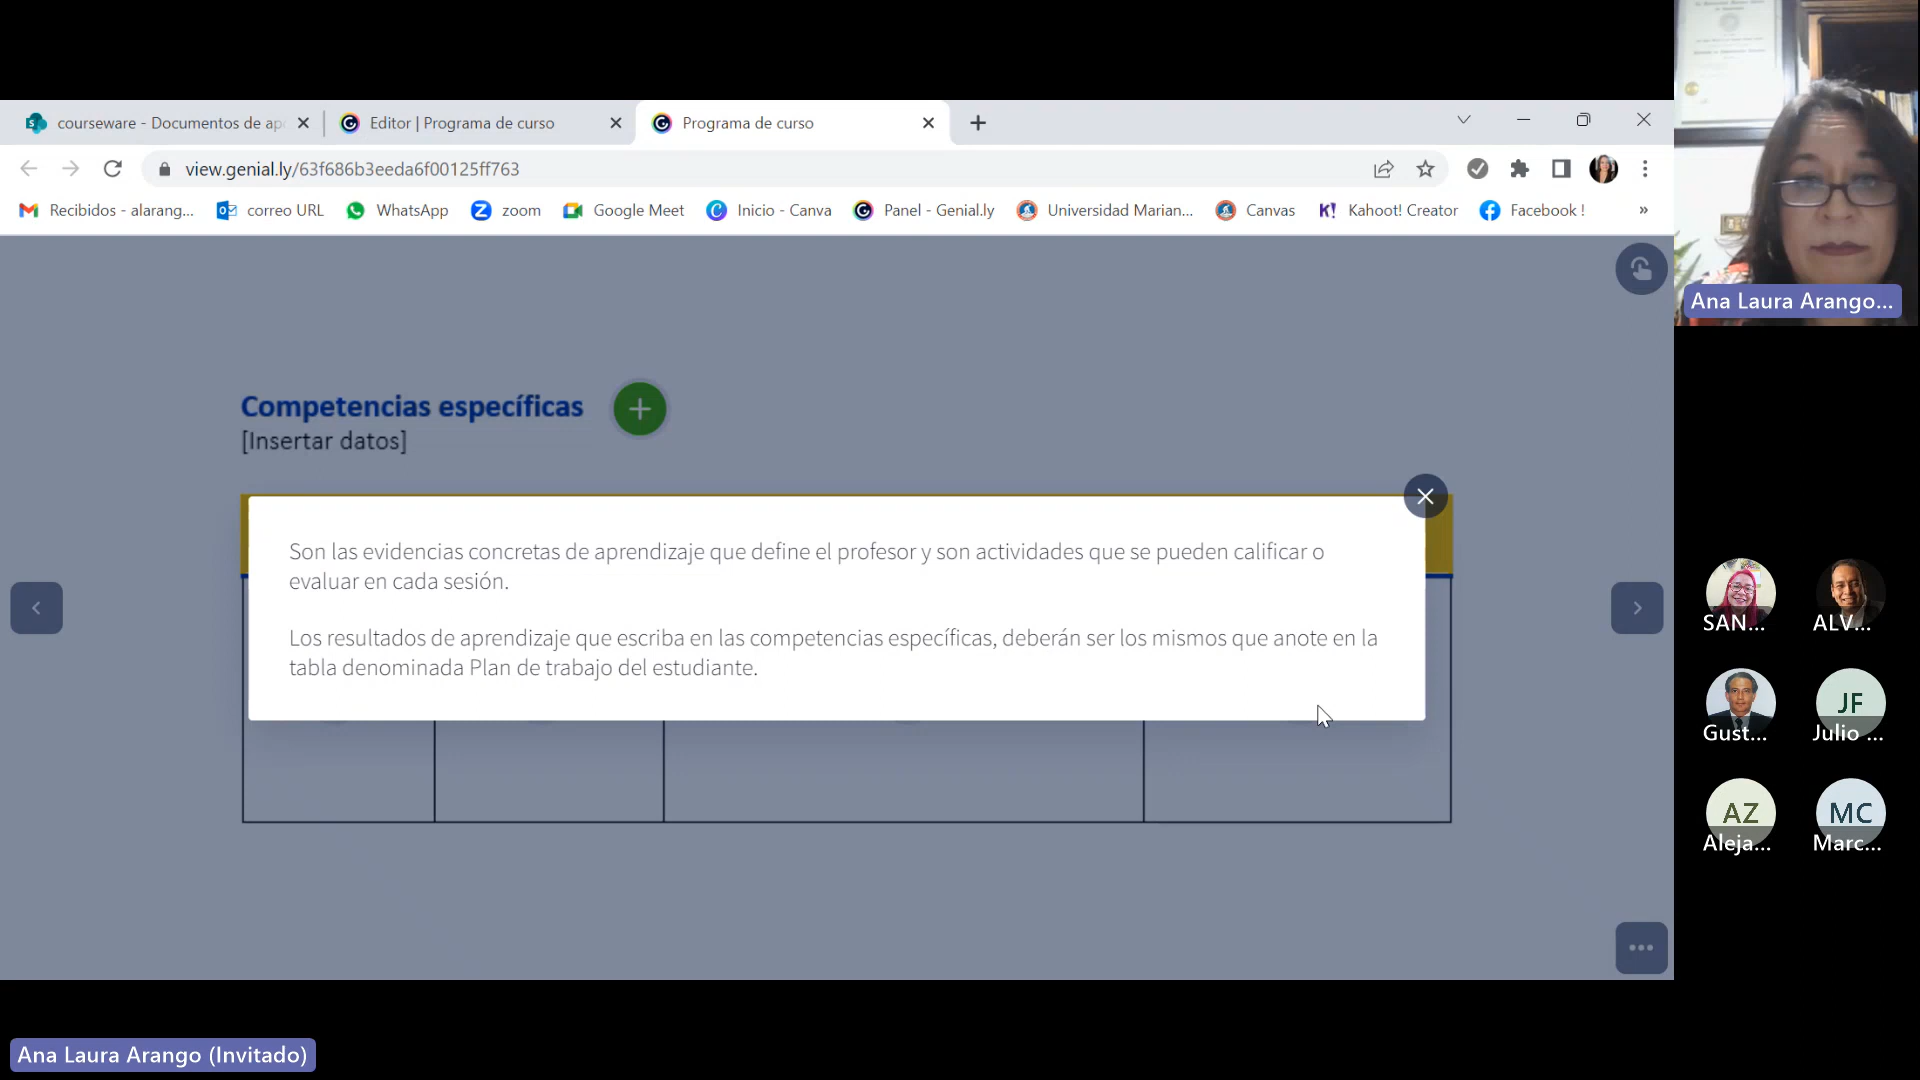 courseware - Documentos de ap
Editor | Programa de curso
Programa de curso
view.genial.ly/63f686b3eeda6f00125ff763
Recibidos - alarang...
correo URL
WhatsApp
zoom
Google Meet
Inicio - Canva
Panel - Genial.ly
Universidad Marian...
Canvas
Kahoot! Creator
Facebook !
»
Ana Laura Arango...
Competencias específicas
[Insertar datos]
Son las evidencias concretas de aprendizaje que define el profesor y son actividades que se pueden calificar o
evaluar en cada sesión.
Los resultados de aprendizaje que escriba en las competencias específicas, deberán ser los mismos que anote en la
tabla denominada Plan de trabajo del estudiante.
SAN...
ALV...
Gust...
JF
Julio ...
AZ
Aleja...
MC
Marc...
Ana Laura Arango (Invitado)